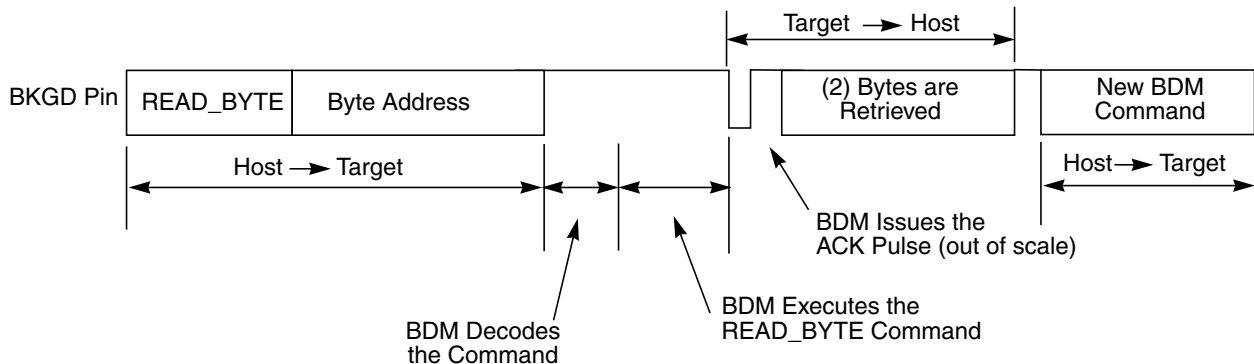 Target → Host
BKGD Pin
READ_BYTE
Byte Address
(2) Bytes are
Retrieved
New BDM
Command
Host → Target
Host → Target
BDM Issues the
ACK Pulse (out of scale)
BDM Decodes
the Command
BDM Executes the
READ_BYTE Command